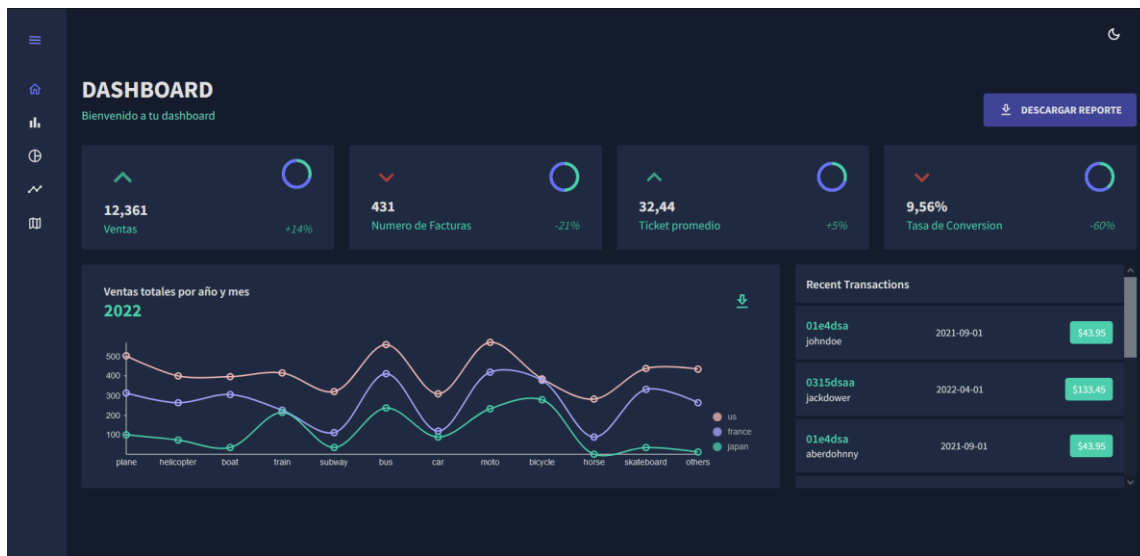 DASHBOARD
Bienvenido a tu dashboard
DESCARGAR REPORTE
12,361
Ventas
+14%
431
Numero de Facturas
-21%
32,44
Ticket promedio
+5%
9,56%
Tasa de Conversion
-60%
Ventas totales por año y mes
2022
500
400
300
200
100
plane helicopter boat train subway bus car moto bicycle horse skateboard others
us
france
japan
Recent Transactions
01e4dsa
johndoe
2021-09-01
$43.95
0315dsaa
jackdower
2022-04-01
$133.45
01e4dsa
aberdohnny
2021-09-01
$43.95